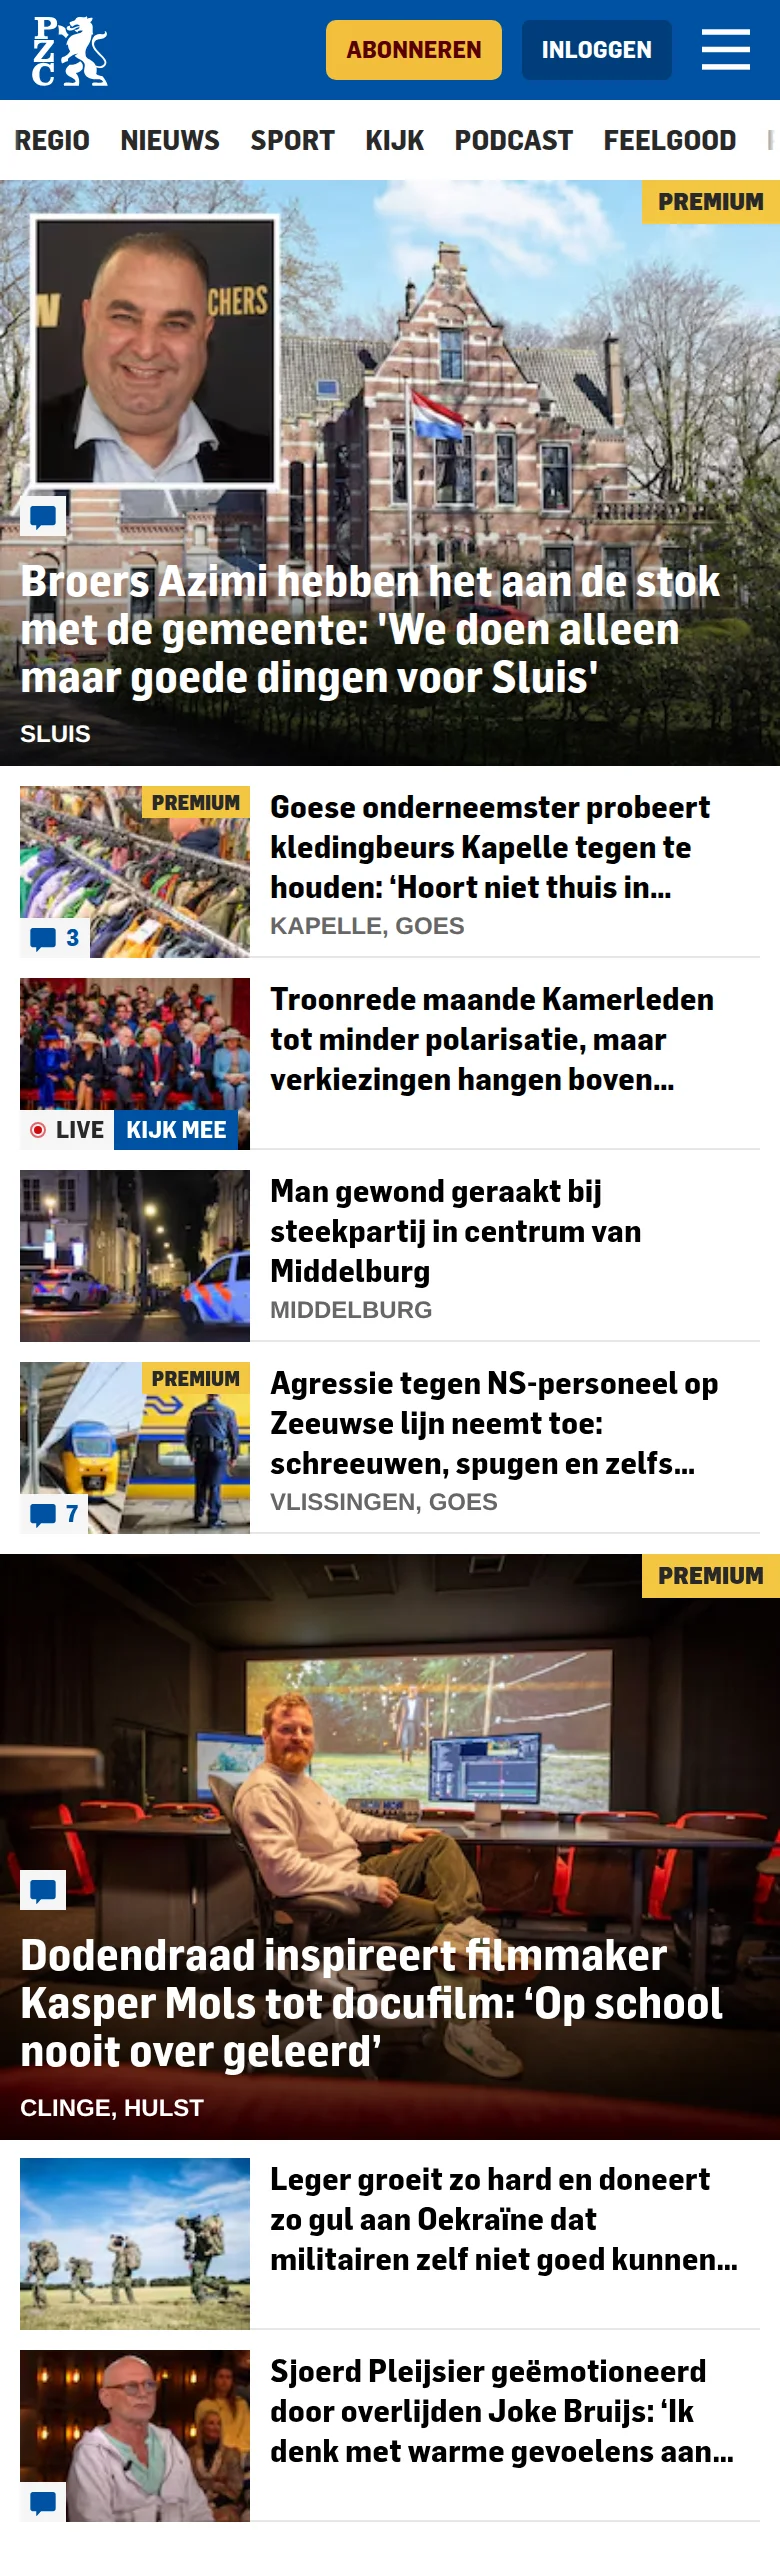 PZC
ABONNEREN
INLOGGEN
REGIO NIEUWS SPORT KIJK PODCAST FEELGOOD
PREMIUM
CHERS
Broers Azimi hebben het aan de stok
met de gemeente: 'We doen alleen
maar goede dingen voor Sluis'
SLUIS
PREMIUM
3
Goese onderneemster probeert
kledingbeurs Kapelle tegen te
houden: ‘Hoort niet thuis in...
KAPELLE, GOES
LIVE KIJK MEE
Troonrede maande Kamerleden
tot minder polarisatie, maar
verkiezingen hangen boven...
Man gewond geraakt bij
steekpartij in centrum van
Middelburg
MIDDELBURG
PREMIUM
7
Agressie tegen NS-personeel op
Zeeuwse lijn neemt toe:
schreeuwen, spugen en zelfs...
VLISSINGEN, GOES
PREMIUM
Dodendraad inspireert filmmaker
Kasper Mols tot docufilm: ‘Op school
nooit over geleerd’
CLINGE, HULST
Leger groeit zo hard en doneert
zo gul aan Oekraïne dat
militairen zelf niet goed kunnen...
Sjoerd Pleijsier geëmotioneerd
door overlijden Joke Bruijs: ‘Ik
denk met warme gevoelens aan...